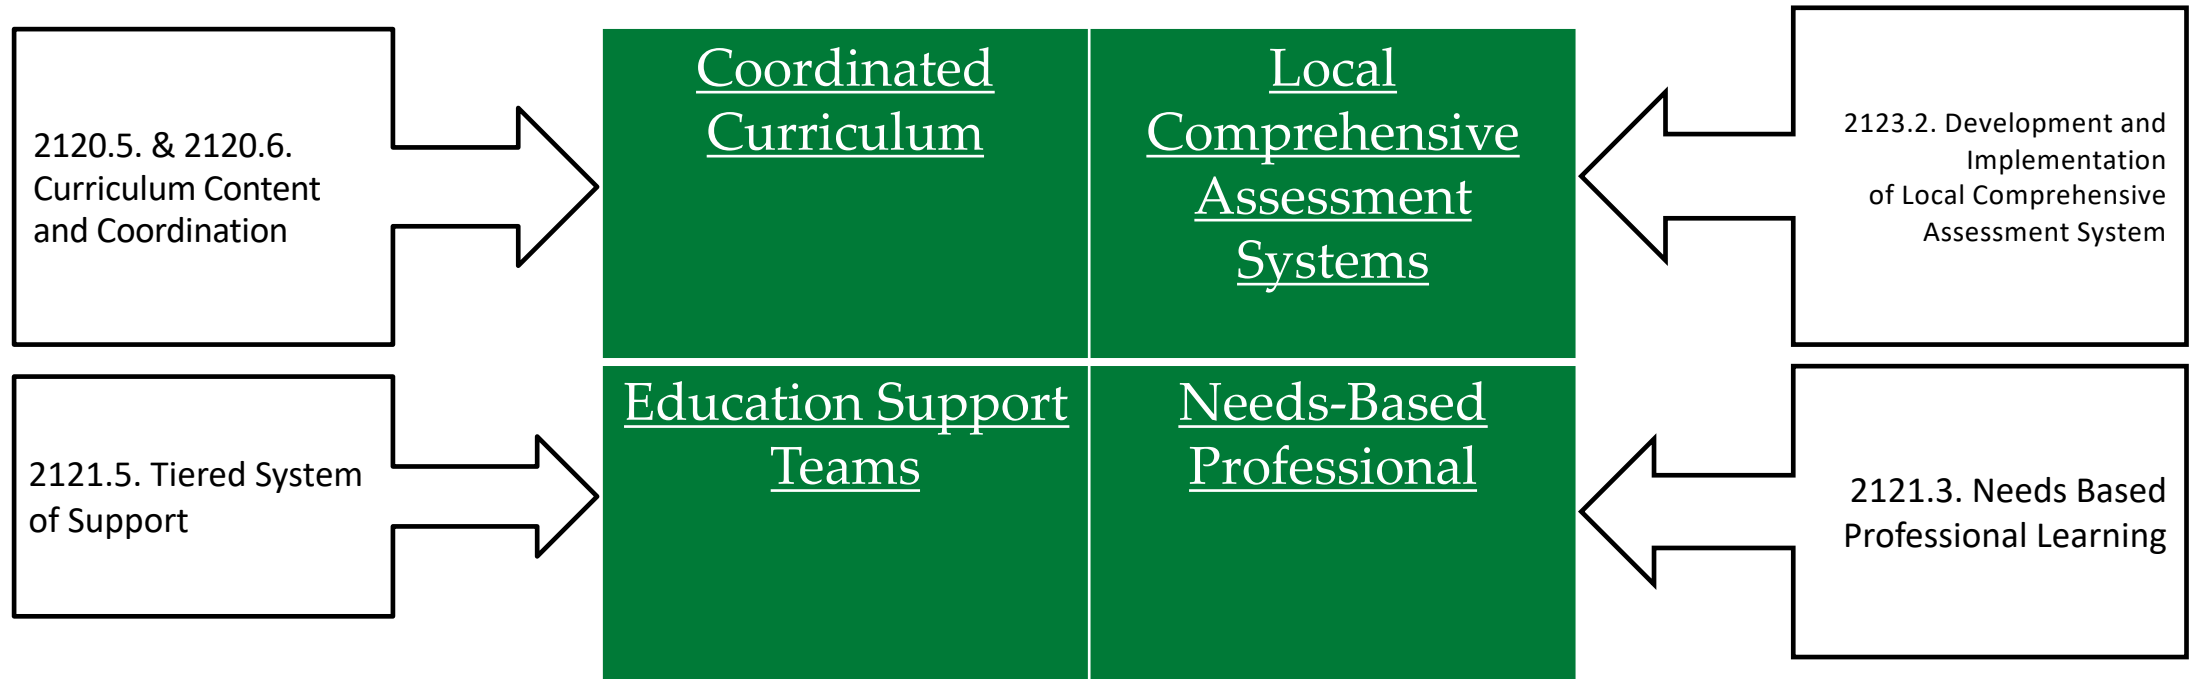 2120.5. & 2120.6.
Curriculum Content
and Coordination
Coordinated
Curriculum
Local
Comprehensive
Assessment
Systems
2123.2. Development and
Implementation
of Local Comprehensive
Assessment System
2121.5. Tiered System
of Support
Education Support
Teams
Needs-Based
Professional
2121.3. Needs Based
Professional Learning